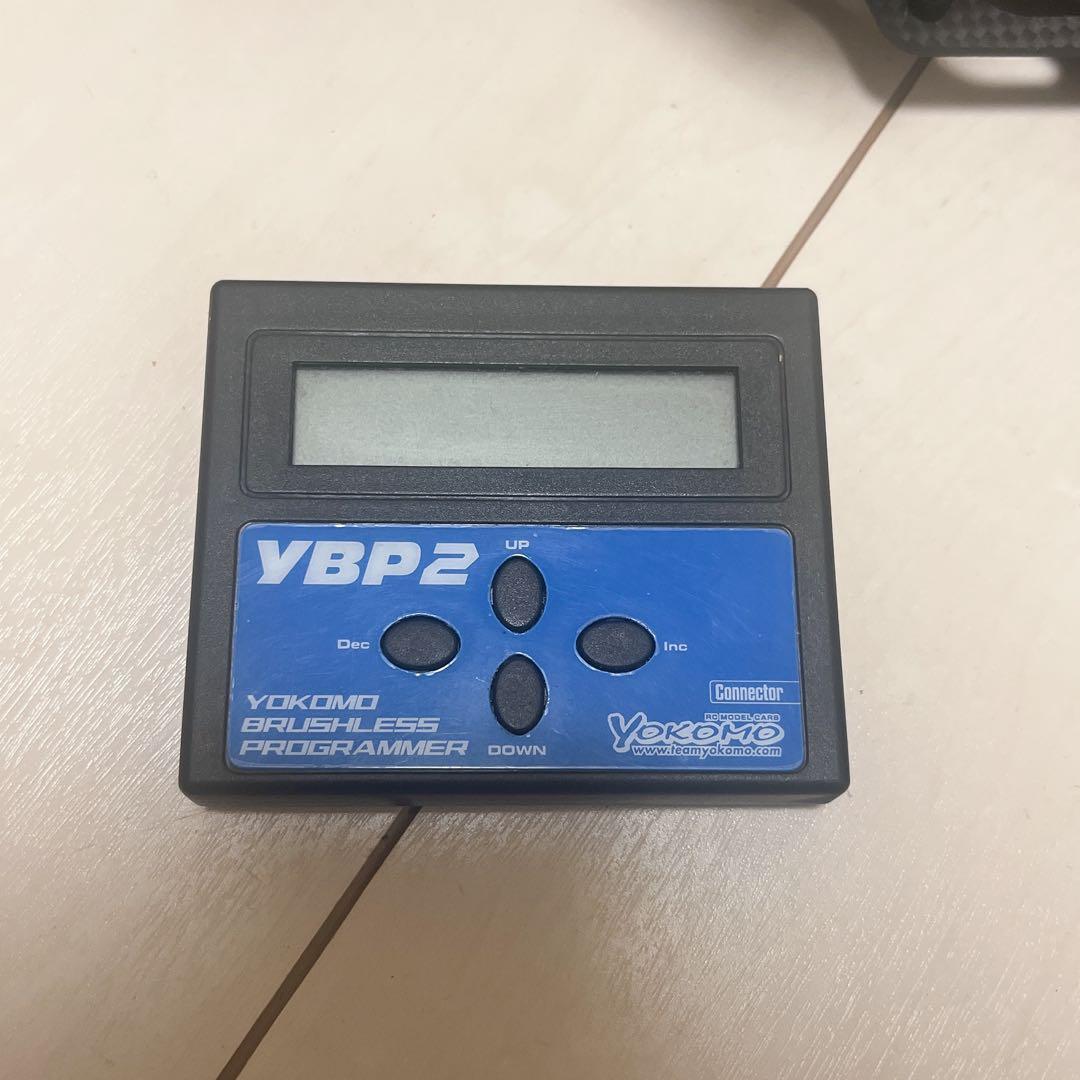 YBP2
UP
Dec
Inc
Connector
YOKOMO
BRUSHLESS
PROGRAMMER
DOWN
RC MODEL CARS
YOKOMO
www.teamyokomo.com